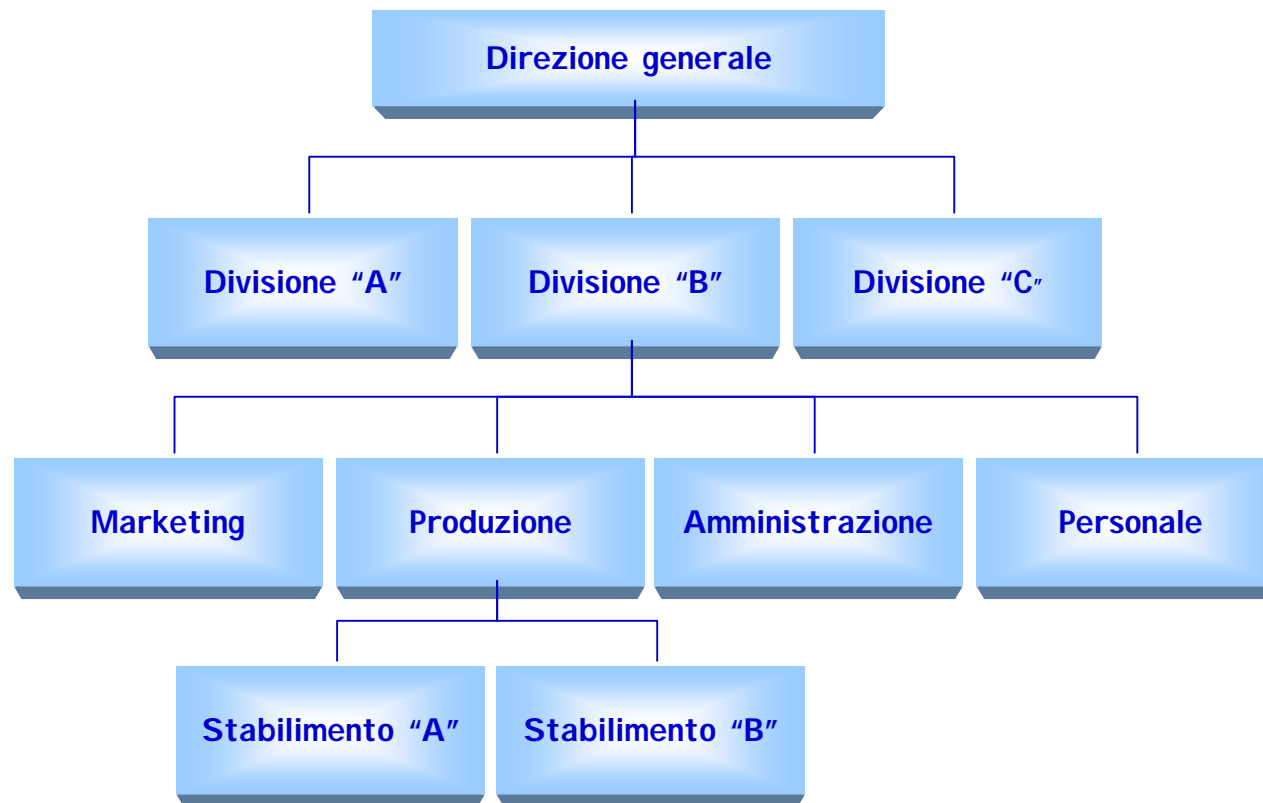 Direzione generale
Divisione “A”
Divisione “B”
Divisione “C”
Marketing
Produzione
Amministrazione
Personale
Stabilimento “A”
Stabilimento “B”